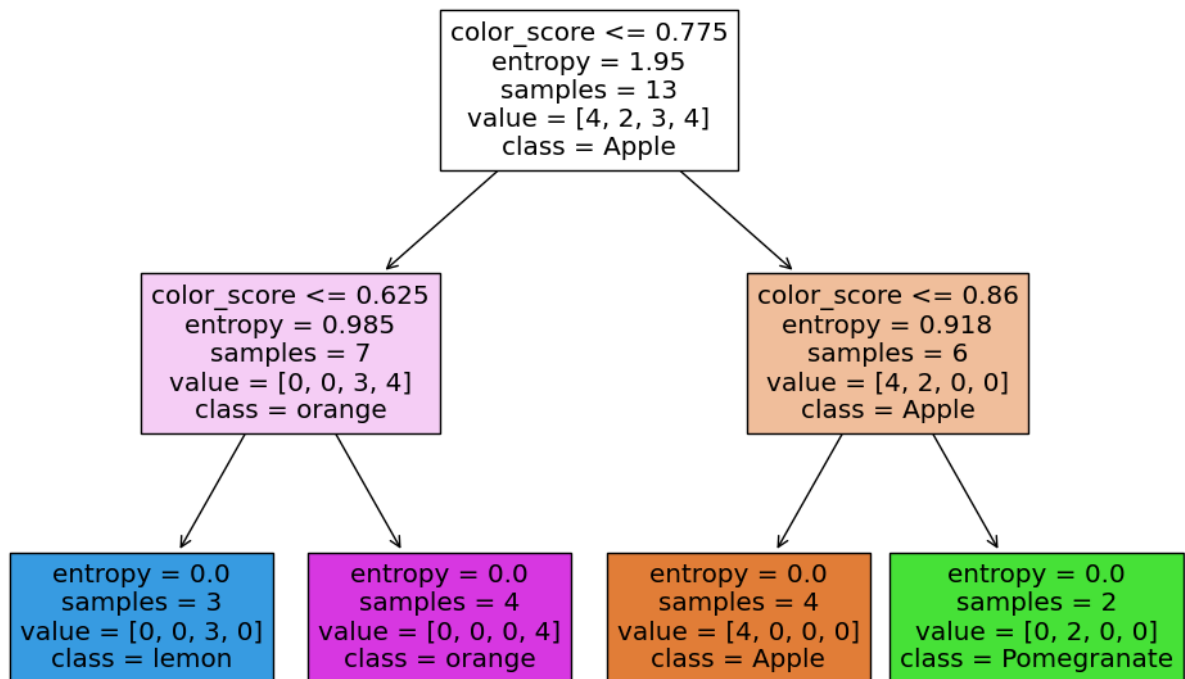 color_score <= 0.775
entropy = 1.95
samples = 13
value = [4, 2, 3, 4]
class = Apple
color_score <= 0.625
entropy = 0.985
samples = 7
value = [0, 0, 3, 4]
class = orange
color_score <= 0.86
entropy = 0.918
samples = 6
value = [4, 2, 0, 0]
class = Apple
entropy = 0.0
samples = 3
value = [0, 0, 3, 0]
class = lemon
entropy = 0.0
samples = 4
value = [0, 0, 0, 4]
class = orange
entropy = 0.0
samples = 4
value = [4, 0, 0, 0]
class = Apple
entropy = 0.0
samples = 2
value = [0, 2, 0, 0]
class = Pomegranate